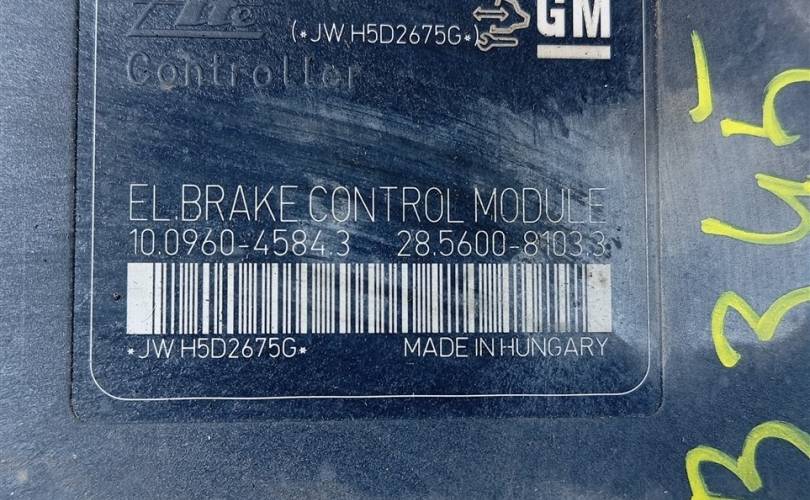 Ate
(*JW H5D2675G*)
GM
Controller
EL.BRAKE CONTROL MODULE
10.0960-4584.3 28.5600-8103.3
*JW H5D2675G*
MADE IN HUNGARY